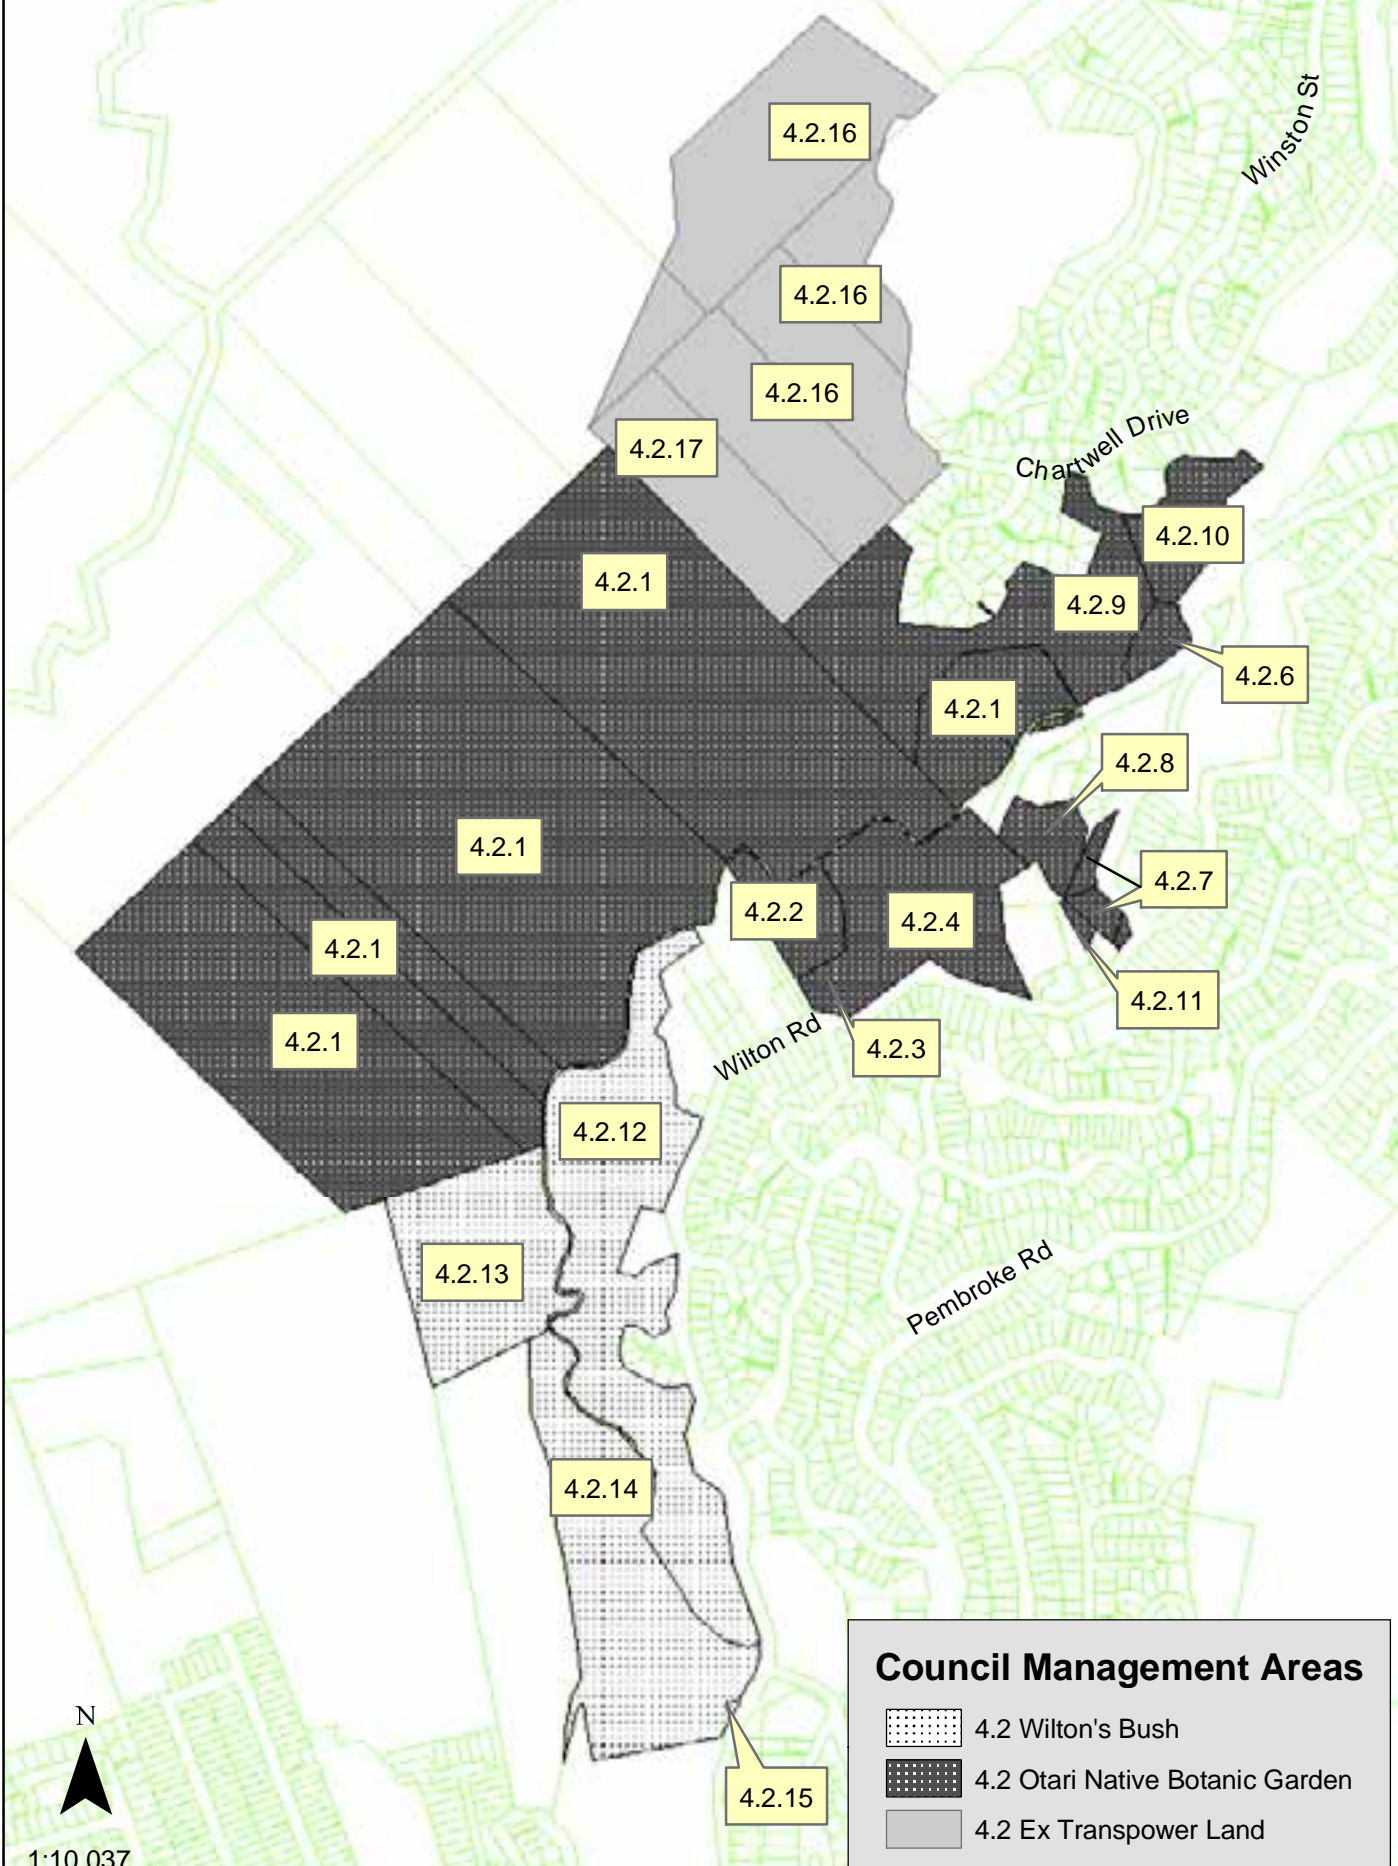 Winston St
4.2.16
4.2.16
4.2.16
4.2.17
Chartwell Drive
4.2.10
4.2.1
4.2.9
4.2.6
4.2.1
4.2.8
4.2.1
4.2.7
4.2.2
4.2.4
4.2.1
4.2.11
4.2.1
Wilton Rd
4.2.3
4.2.12
4.2.13
Pembroke Rd
4.2.14
4.2.15
N
1:10,037
Council Management Areas
4.2 Wilton's Bush
4.2 Otari Native Botanic Garden
4.2 Ex Transpower Land